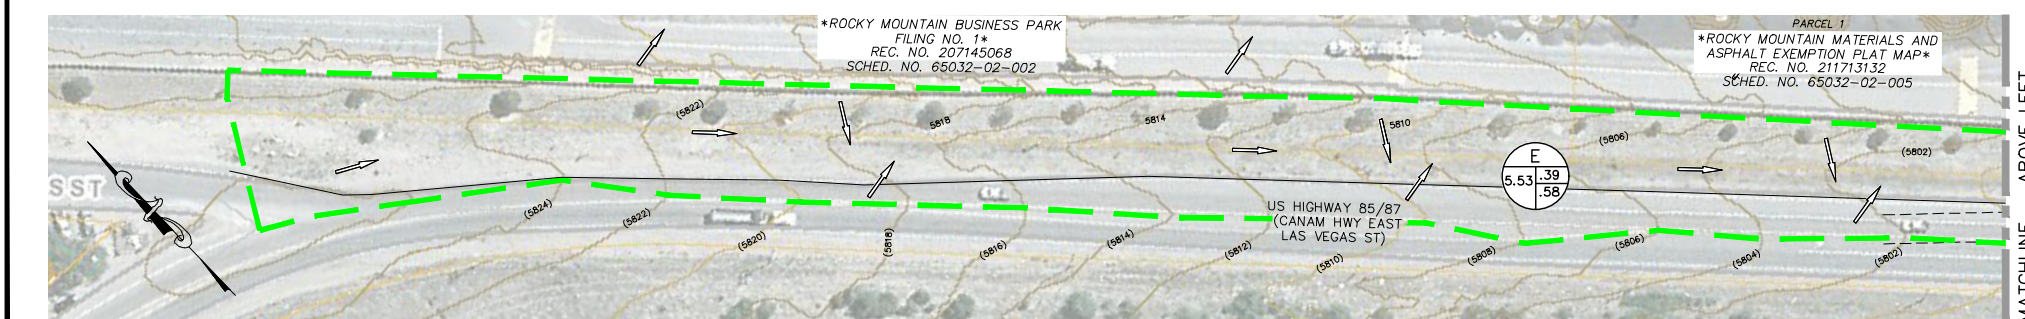 *ROCKY MOUNTAIN BUSINESS PARK
FILING NO. 1*
REC. NO. 207145068
SCHED. NO. 65032-02-002
PARCEL 1
*ROCKY MOUNTAIN MATERIALS AND
ASPHALT EXEMPTION PLAT MAP*
REC. NO. 211713132
SCHED. NO. 65032-02-005
(5822)
5818
5814
5810
(5806)
(5802)
S ST
E
5.53 .39
.58
US HIGHWAY 85/87
(CANAM HWY EAST
LAS VEGAS ST)
(5824)
(5822)
(5820)
(5818)
(5816)
(5814)
(5812)
(5810)
(5808)
(5806)
(5804)
(5802)
MATCHLINE ABOVE LEFT